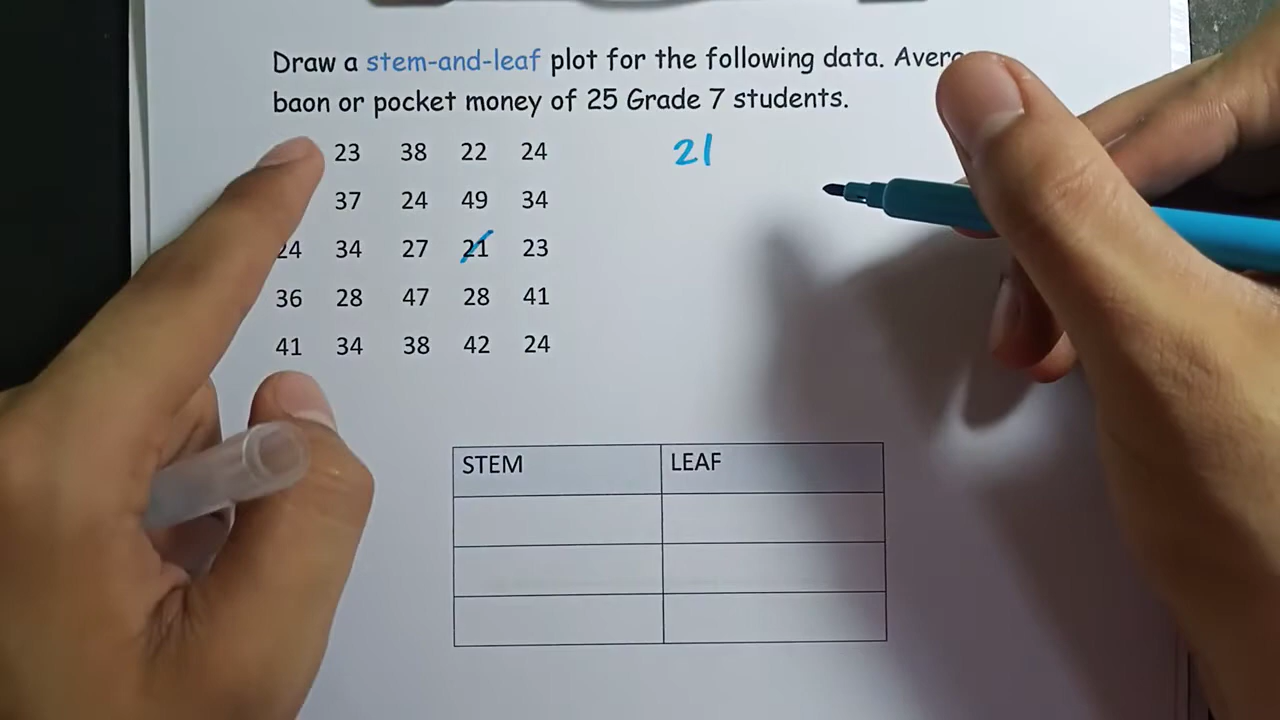 Draw a stem-and-leaf plot for the following data.
baon or pocket money of 25 Grade 7 students.
23 38 22 24 21
37 24 49 34
24 34 27 21 23
36 28 47 28 41
41 34 38 42 24
STEM LEAF